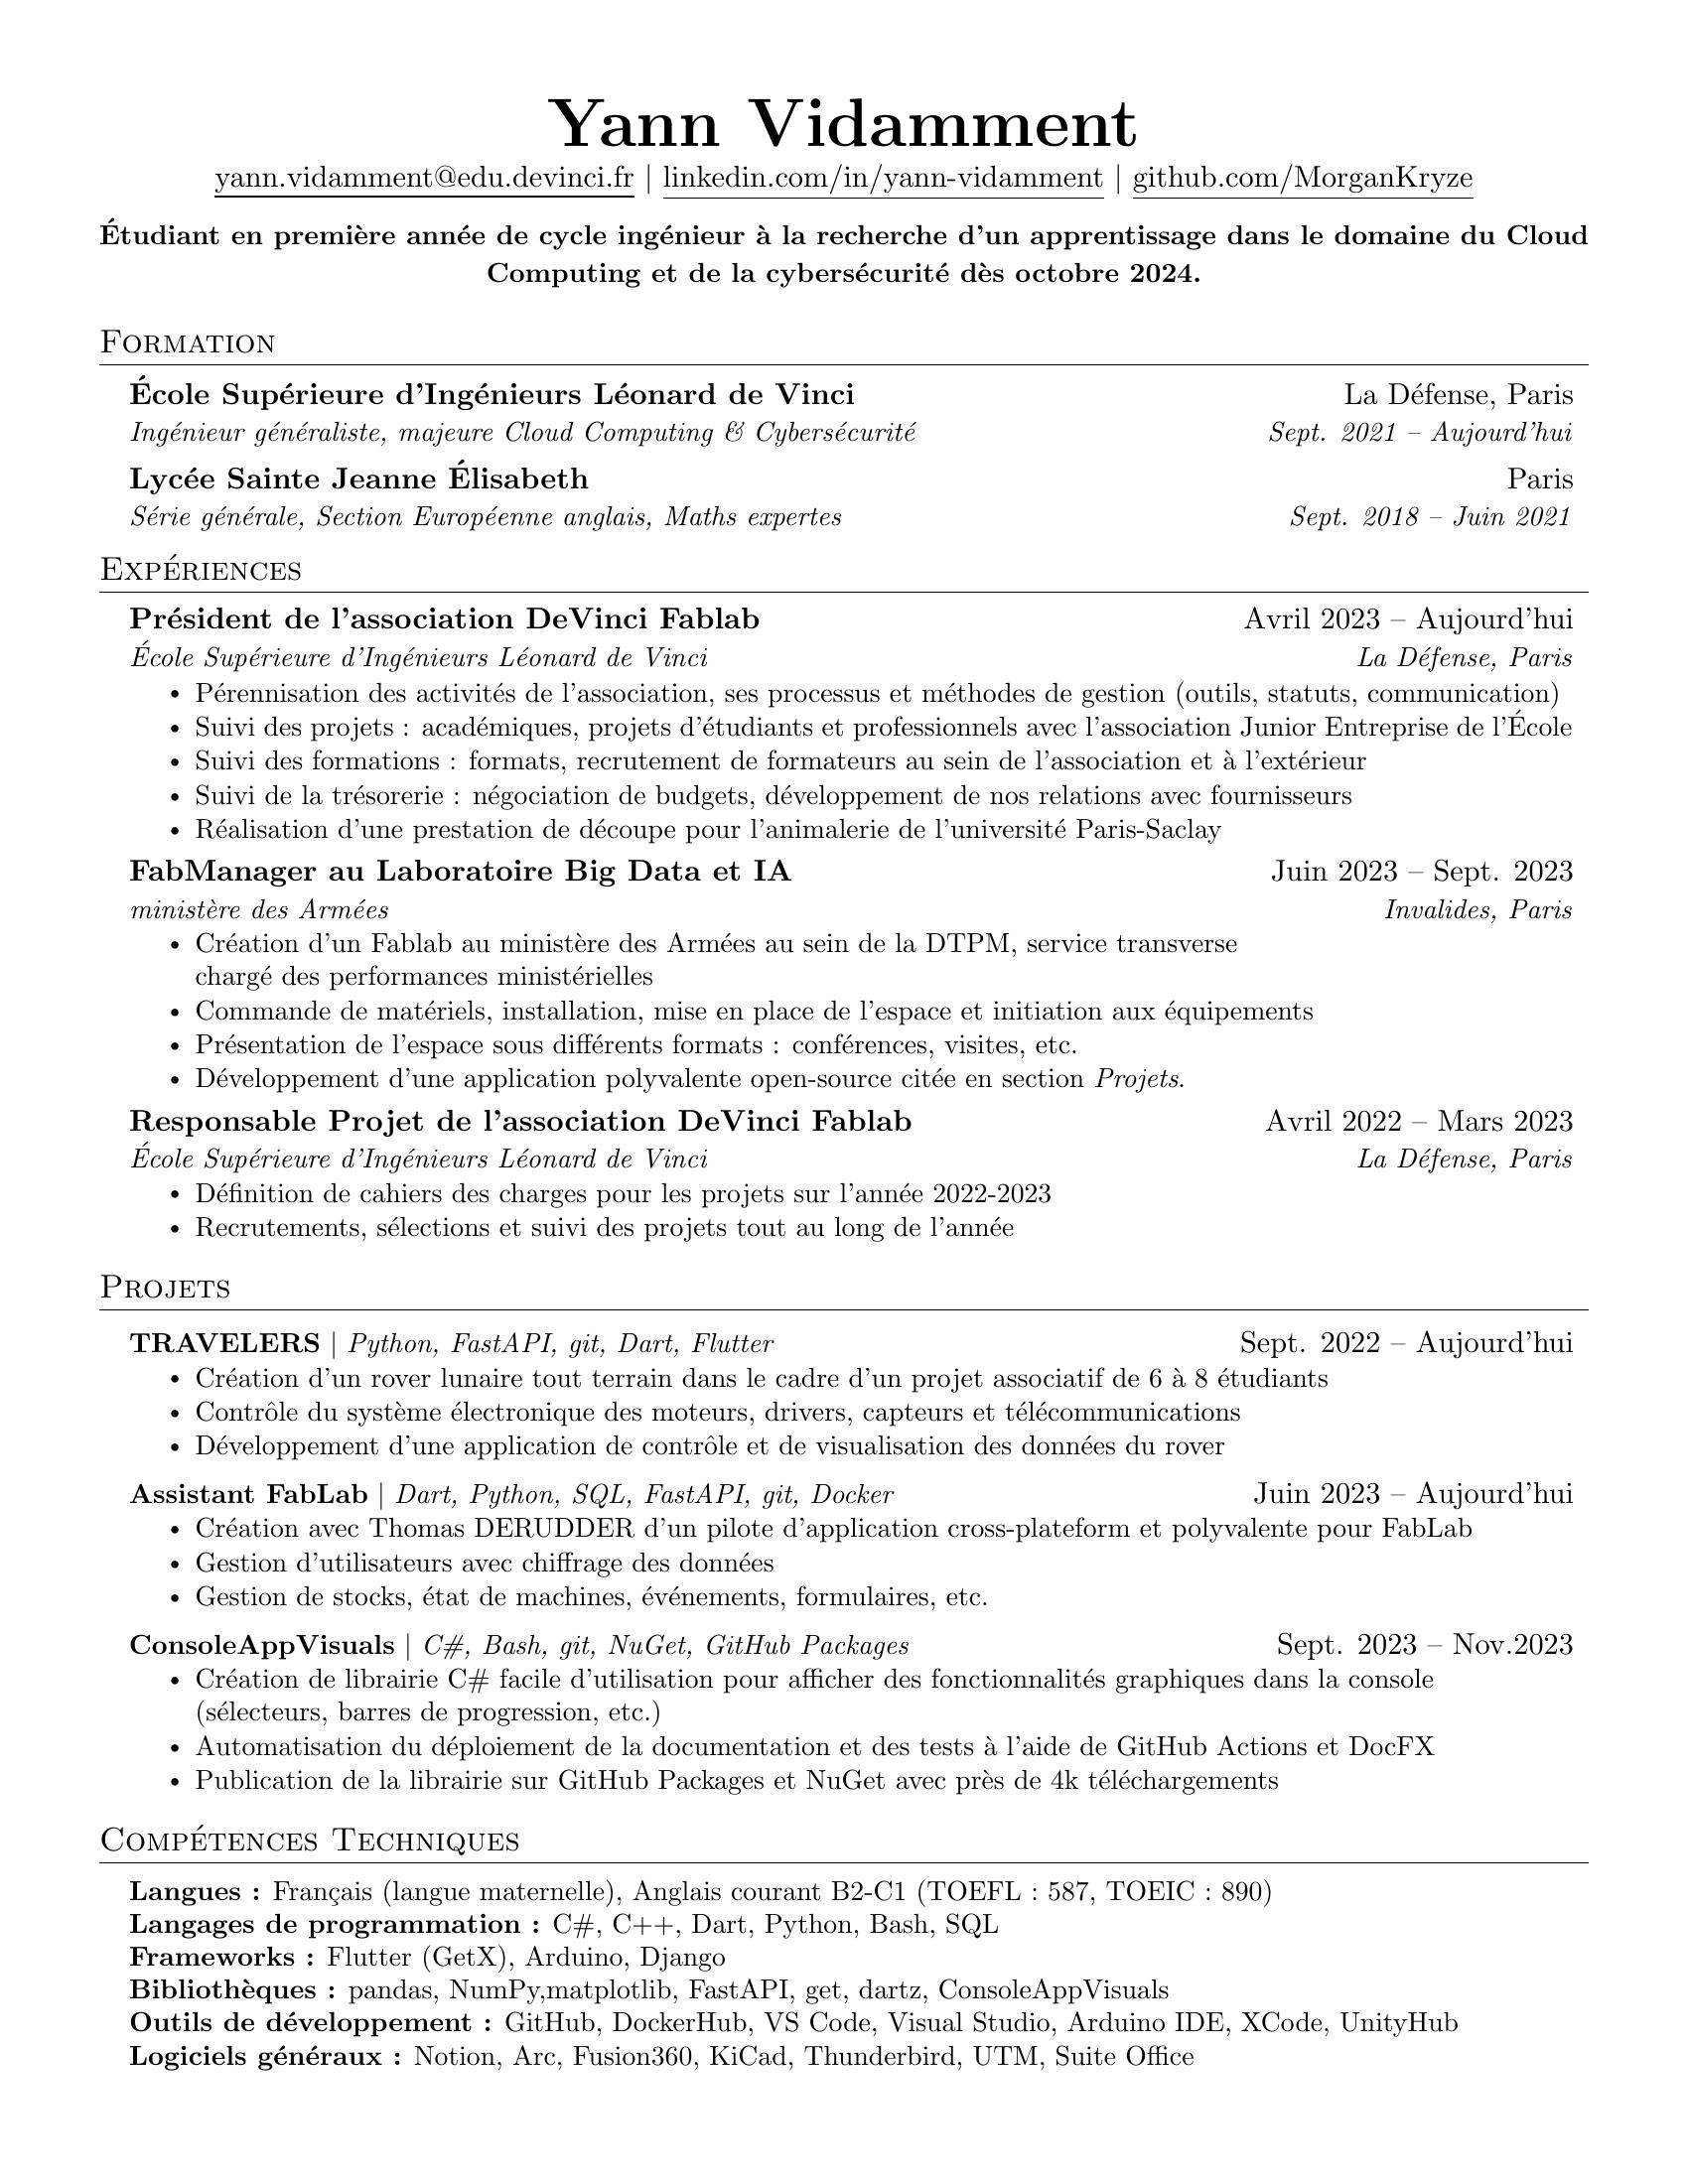 Yann Vidamment
yann.vidamment@edu.devinci.fr | linkedin.com/in/yann-vidamment | github.com/MorganKryze
Étudiant en première année de cycle ingénieur à la recherche d'un apprentissage dans le domaine du Cloud
Computing et de la cybersécurité dès octobre 2024.
Formation
École Supérieure d'Ingénieurs Léonard de Vinci La Défense, Paris
Ingénieur généraliste, majeure Cloud Computing & Cybersécurité Sept. 2021 – Aujourd'hui
Lycée Sainte Jeanne Élisabeth Paris
Série générale, Section Européenne anglais, Maths expertes Sept. 2018 – Juin 2021
Expériences
Président de l'association DeVinci Fablab Avril 2023 – Aujourd'hui
École Supérieure d'Ingénieurs Léonard de Vinci La Défense, Paris
• Pérennisation des activités de l'association, ses processus et méthodes de gestion (outils, statuts, communication)
• Suivi des projets : académiques, projets d'étudiants et professionnels avec l'association Junior Entreprise de l'École
• Suivi des formations : formats, recrutement de formateurs au sein de l'association et à l'extérieur
• Suivi de la trésorerie : négociation de budgets, développement de nos relations avec fournisseurs
• Réalisation d'une prestation de découpe pour l'animalerie de l'université Paris-Saclay
FabManager au Laboratoire Big Data et IA Juin 2023 – Sept. 2023
ministère des Armées Invalides, Paris
• Création d'un Fablab au ministère des Armées au sein de la DTPM, service transverse
chargé des performances ministérielles
• Commande de matériels, installation, mise en place de l'espace et initiation aux équipements
• Présentation de l'espace sous différents formats : conférences, visites, etc.
• Développement d'une application polyvalente open-source citée en section Projets.
Responsable Projet de l'association DeVinci Fablab Avril 2022 – Mars 2023
École Supérieure d'Ingénieurs Léonard de Vinci La Défense, Paris
• Définition de cahiers des charges pour les projets sur l'année 2022-2023
• Recrutements, sélections et suivi des projets tout au long de l'année
Projets
TRAVELERS | Python, FastAPI, git, Dart, Flutter Sept. 2022 – Aujourd'hui
• Création d'un rover lunaire tout terrain dans le cadre d'un projet associatif de 6 à 8 étudiants
• Contrôle du système électronique des moteurs, drivers, capteurs et télécommunications
• Développement d'une application de contrôle et de visualisation des données du rover
Assistant FabLab | Dart, Python, SQL, FastAPI, git, Docker Juin 2023 – Aujourd'hui
• Création avec Thomas DERUDDER d'un pilote d'application cross-plateform et polyvalente pour FabLab
• Gestion d'utilisateurs avec chiffrage des données
• Gestion de stocks, état de machines, événements, formulaires, etc.
ConsoleAppVisuals | C#, Bash, git, NuGet, GitHub Packages Sept. 2023 – Nov.2023
• Création de librairie C# facile d'utilisation pour afficher des fonctionnalités graphiques dans la console
(sélecteurs, barres de progression, etc.)
• Automatisation du déploiement de la documentation et des tests à l'aide de GitHub Actions et DocFX
• Publication de la librairie sur GitHub Packages et NuGet avec près de 4k téléchargements
Compétences Techniques
Langues : Français (langue maternelle), Anglais courant B2-C1 (TOEFL : 587, TOEIC : 890)
Langages de programmation : C#, C++, Dart, Python, Bash, SQL
Frameworks : Flutter (GetX), Arduino, Django
Bibliothèques : pandas, NumPy,matplotlib, FastAPI, get, dartz, ConsoleAppVisuals
Outils de développement : GitHub, DockerHub, VS Code, Visual Studio, Arduino IDE, XCode, UnityHub
Logiciels généraux : Notion, Arc, Fusion360, KiCad, Thunderbird, UTM, Suite Office